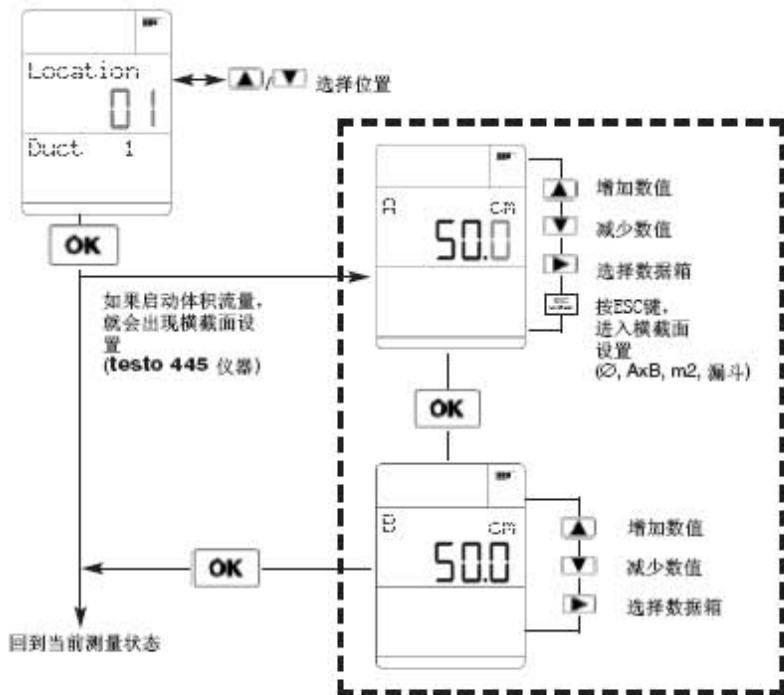 Location
01
Duct 1
选择位置
OK
如果启动体积流量，
就会出现横截面设
置
(testo 445 仪器)
A cm
50.0
增加数值
减少数值
选择数据箱
按ESC键，
进入横截面
设置
(∅, AxB, m2, 漏斗)
OK
B cm
50.0
增加数值
减少数值
选择数据箱
OK
回到当前测量状态